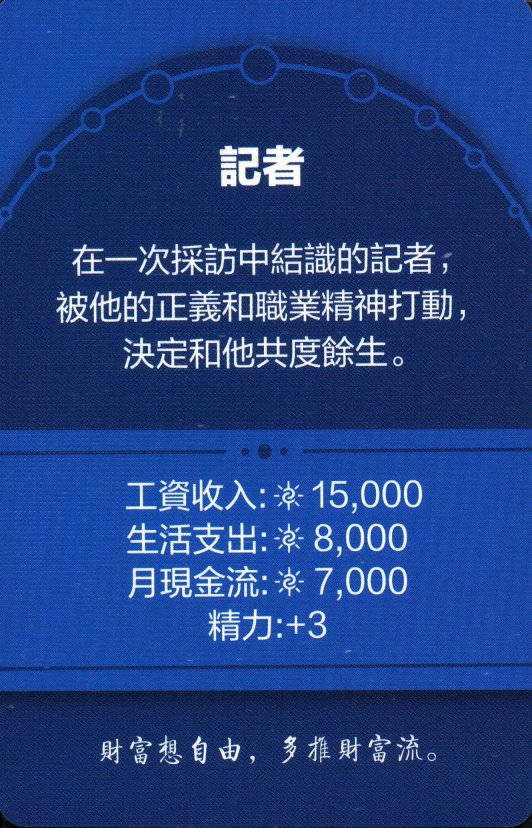 記者
在一次採訪中結識的記者，
被他的正義和職業精神打動，
決定和他共度餘生。
工資收入: 15,000
生活支出: 8,000
月現金流: 7,000
精力:+3
財富想自由，多推財富流。